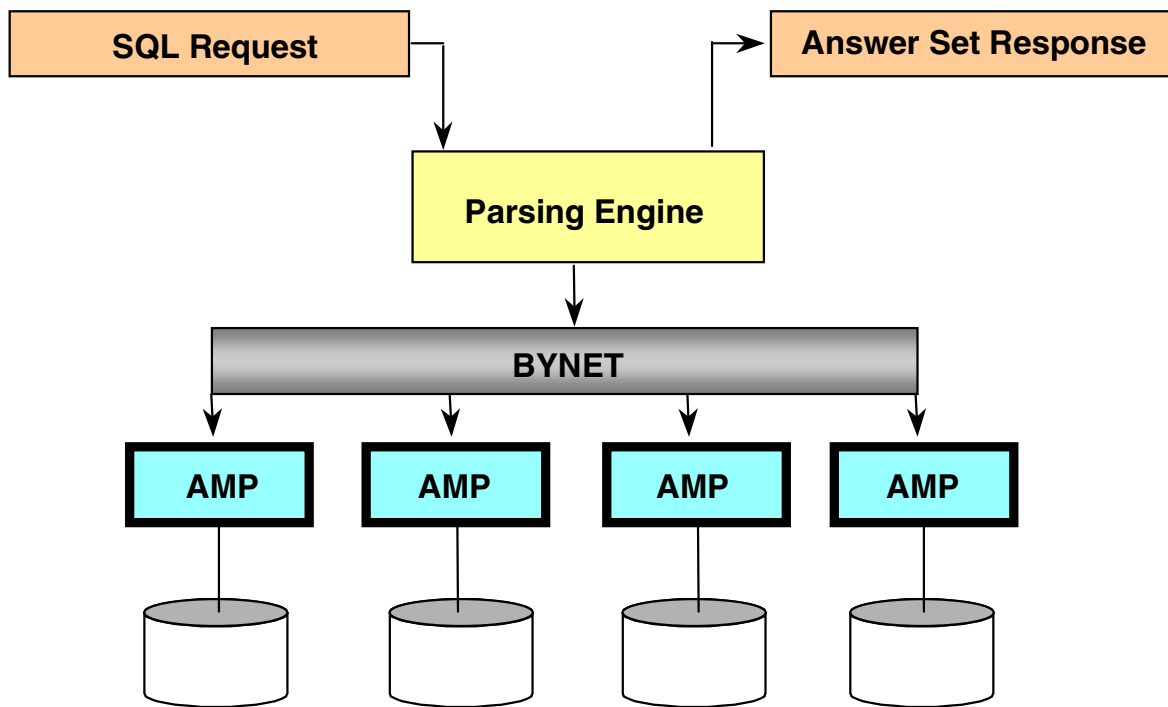 SQL Request
Answer Set Response
Parsing Engine
BYNET
AMP
AMP
AMP
AMP